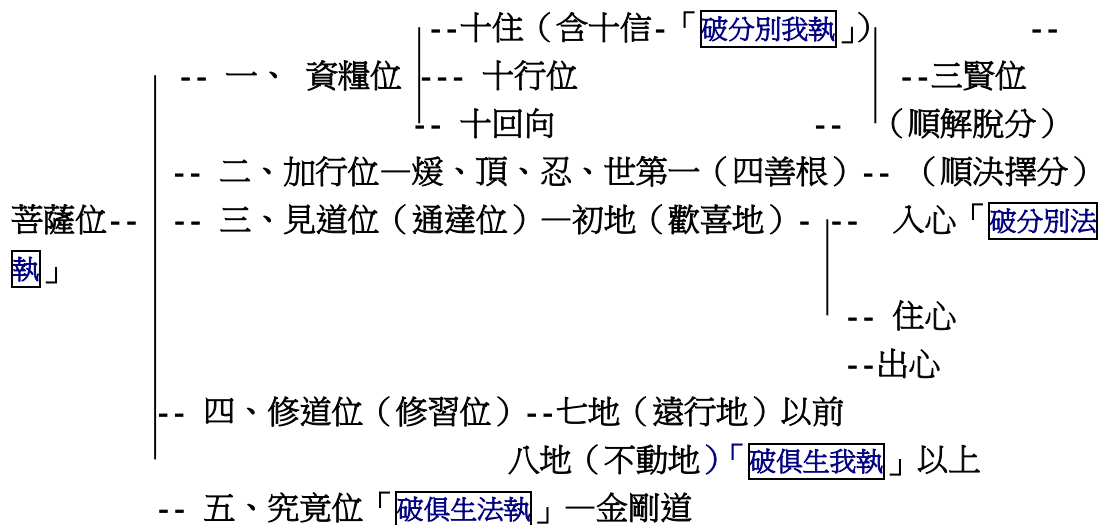 --十住（含十信-「破分別我執」） --
-- 一、 資糧位 --- 十行位 --三賢位
-- 十回向 -- （順解脫分）
-- 二、加行位—煖、頂、忍、世第一（四善根）-- （順決擇分）
菩薩位-- -- 三、見道位（通達位）—初地（歡喜地）- -- 入心「破分別法
執」
-- 住心
--出心
-- 四、修道位（修習位）--七地（遠行地）以前
八地（不動地）「破俱生我執」以上
-- 五、究竟位「破俱生法執」—金剛道